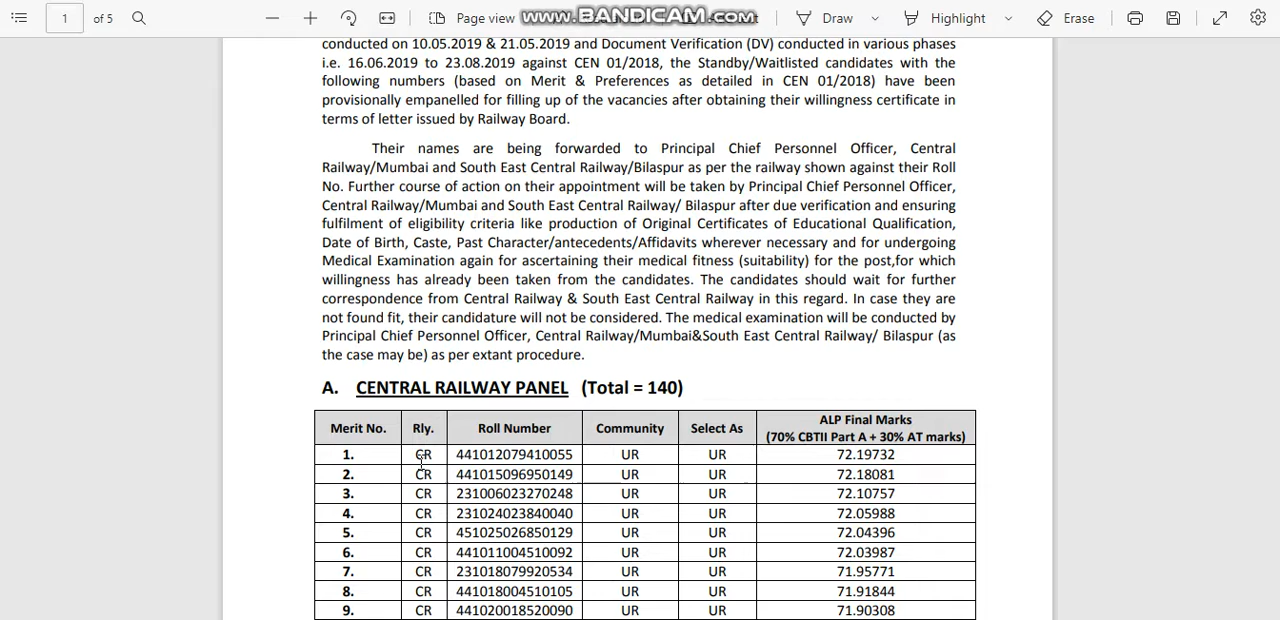 1 of 5 Page view www.BANDICAM.COM Draw Highlight Erase
conducted on 10.05.2019 & 21.05.2019 and Document Verification (DV) conducted in various phases
i.e. 16.06.2019 to 23.08.2019 against CEN 01/2018, the Standby/Waitlisted candidates with the
following numbers (based on Merit & Preferences as detailed in CEN 01/2018) have been
provisionally empanelled for filling up of the vacancies after obtaining their willingness certificate in
terms of letter issued by Railway Board.
Their names are being forwarded to Principal Chief Personnel Officer, Central
Railway/Mumbai and South East Central Railway/Bilaspur as per the railway shown against their Roll
No. Further course of action on their appointment will be taken by Principal Chief Personnel Officer,
Central Railway/Mumbai and South East Central Railway/ Bilaspur after due verification and ensuring
fulfilment of eligibility criteria like production of Original Certificates of Educational Qualification,
Date of Birth, Caste, Past Character/antecedents/Affidavits wherever necessary and for undergoing
Medical Examination again for ascertaining their medical fitness (suitability) for the post,for which
willingness has already been taken from the candidates. The candidates should wait for further
correspondence from Central Railway & South East Central Railway in this regard. In case they are
not found fit, their candidature will not be considered. The medical examination will be conducted by
Principal Chief Personnel Officer, Central Railway/Mumbai&South East Central Railway/ Bilaspur (as
the case may be) as per extant procedure.
A. CENTRAL RAILWAY PANEL (Total = 140)
Merit No. Rly. Roll Number Community Select As ALP Final Marks
(70% CBTII Part A + 30% AT marks)
1. CR 441012079410055 UR UR 72.19732
2. CR 441015096950149 UR UR 72.18081
3. CR 231006023270248 UR UR 72.10757
4. CR 231024023840040 UR UR 72.05988
5. CR 451025026850129 UR UR 72.04396
6. CR 441011004510092 UR UR 72.03987
7. CR 231018079920534 UR UR 71.95771
8. CR 441018004510105 UR UR 71.91844
9. CR 441020018520090 UR UR 71.90308